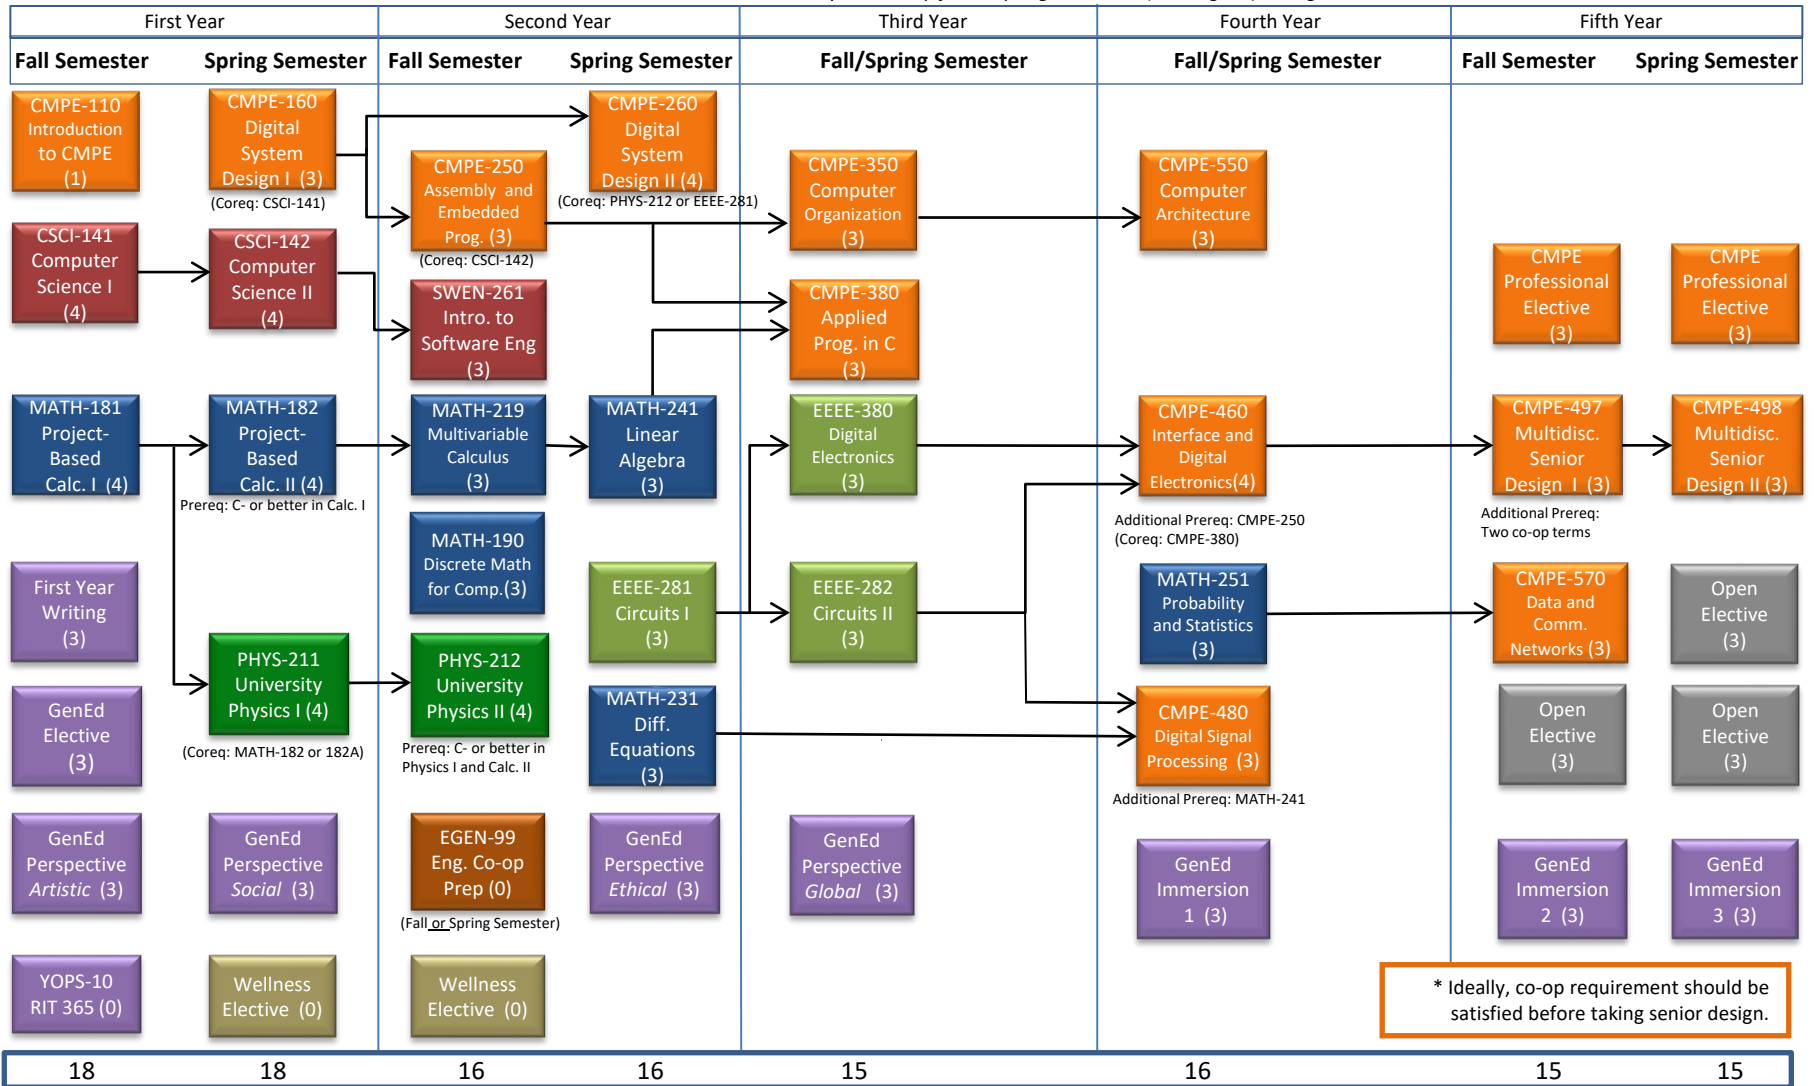 First Year
Second Year
Third Year
Fourth Year
Fifth Year
Fall Semester
Spring Semester
Fall Semester
Spring Semester
Fall/Spring Semester
Fall/Spring Semester
Fall Semester
Spring Semester
CMPE-110
Introduction
to CMPE
(1)
CSCI-141
Computer
Science I
(4)
MATH-181
Project-
Based
Calc. I (4)
First Year
Writing
(3)
GenEd
Elective
(3)
GenEd
Perspective
Artistic (3)
YOPS-10
RIT 365 (0)
CMPE-160
Digital
System
Design I (3)
(Coreq: CSCI-141)
CSCI-142
Computer
Science II
(4)
MATH-182
Project-
Based
Calc. II (4)
Prereq: C- or better in Calc. I
PHYS-211
University
Physics I (4)
(Coreq: MATH-182 or 182A)
GenEd
Perspective
Social (3)
Wellness
Elective (0)
CMPE-250
Assembly and
Embedded
Prog. (3)
(Coreq: CSCI-142)
SWEN-261
Intro. to
Software Eng
(3)
MATH-219
Multivariable
Calculus
(3)
MATH-190
Discrete Math
for Comp.(3)
PHYS-212
University
Physics II (4)
Prereq: C- or better in
Physics I and Calc. II
EGEN-99
Eng. Co-op
Prep (0)
(Fall or Spring Semester)
Wellness
Elective (0)
CMPE-260
Digital
System
Design II (4)
(Coreq: PHYS-212 or EEEE-281)
MATH-241
Linear
Algebra
(3)
EEEE-281
Circuits I
(3)
MATH-231
Diff.
Equations
(3)
GenEd
Perspective
Ethical (3)
CMPE-350
Computer
Organization
(3)
CMPE-380
Applied
Prog. in C
(3)
EEEE-380
Digital
Electronics
(3)
EEEE-282
Circuits II
(3)
GenEd
Perspective
Global (3)
CMPE-550
Computer
Architecture
(3)
CMPE-460
Interface and
Digital
Electronics(4)
Additional Prereq: CMPE-250
(Coreq: CMPE-380)
MATH-251
Probability
and Statistics
(3)
CMPE-480
Digital Signal
Processing (3)
Additional Prereq: MATH-241
GenEd
Immersion
1 (3)
CMPE
Professional
Elective
(3)
CMPE-497
Multidisc.
Senior
Design I (3)
Additional Prereq:
Two co-op terms
CMPE-570
Data and
Comm.
Networks (3)
Open
Elective
(3)
GenEd
Immersion
2 (3)
CMPE
Professional
Elective
(3)
CMPE-498
Multidisc.
Senior
Design II (3)
Open
Elective
(3)
Open
Elective
(3)
GenEd
Immersion
3 (3)
* Ideally, co-op requirement should be
satisfied before taking senior design.
18
18
16
16
15
16
15
15